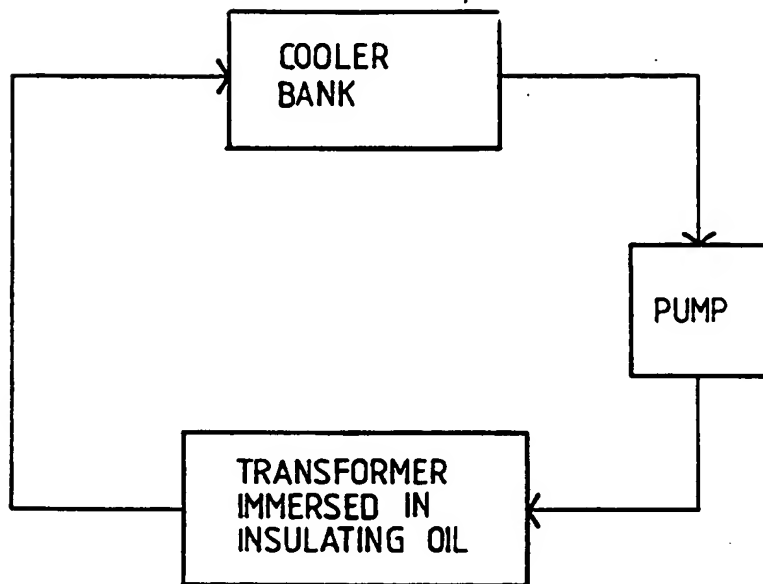 COOLER
BANK
PUMP
TRANSFORMER
IMMERSED IN
INSULATING OIL